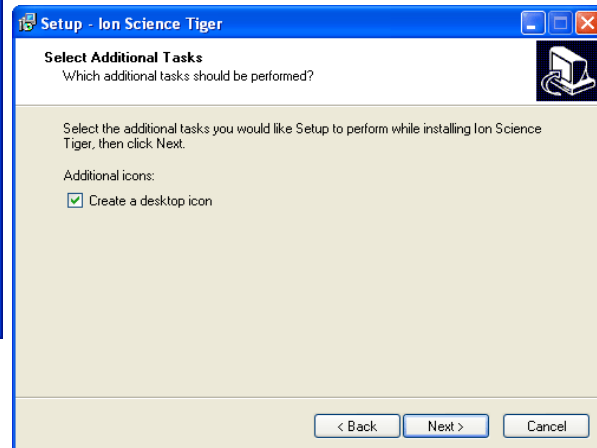 Setup - Ion Science Tiger
Select Additional Tasks
Which additional tasks should be performed?
Select the additional tasks you would like Setup to perform while installing Ion Science
Tiger, then click Next.
Additional icons:
Create a desktop icon
< Back Next > Cancel